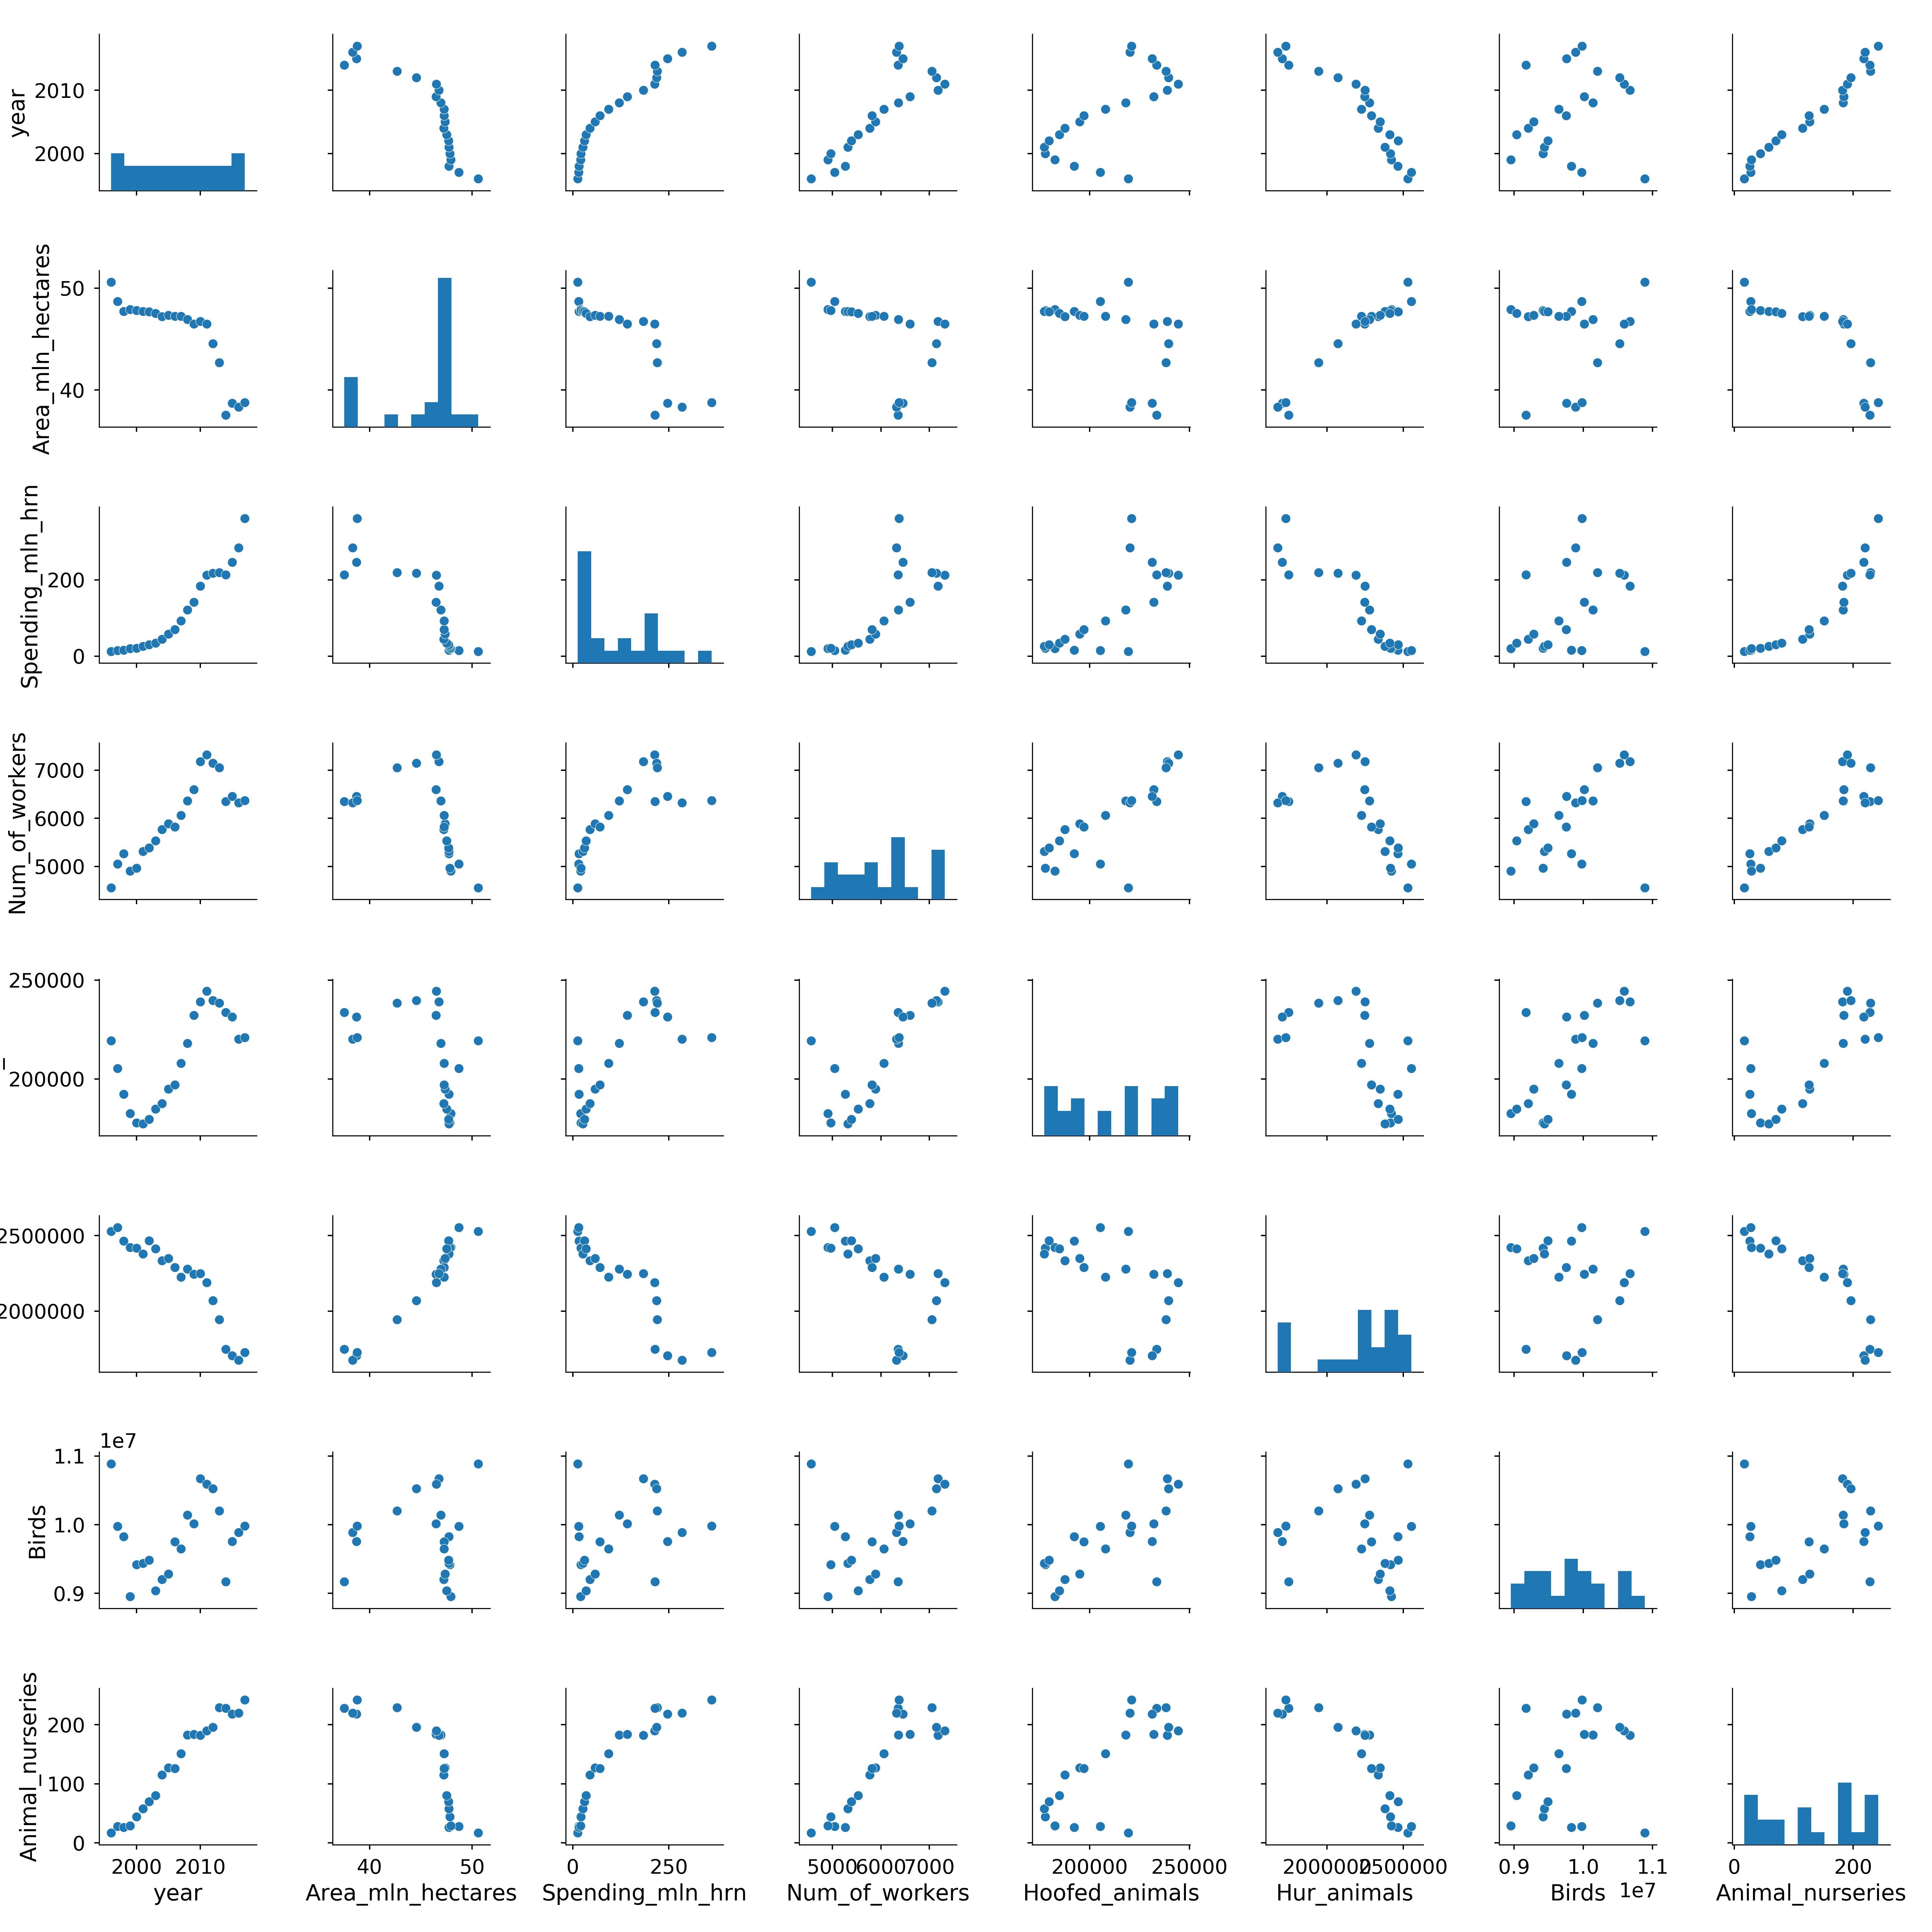 year
2010
2000
Area_mln_hectares
50
40
Spending_mln_hrn
200
0
Num_of_workers
7000
6000
5000
250000
200000
2500000
2000000
1e7
Birds
1.1
1.0
0.9
Animal_nurseries
200
100
0
2000 2010 40 50 0 250 5000 6000 7000 200000 250000 2000000 2500000 0.9 1.0 1.1 0 200
1e7
year Area_mln_hectares Spending_mln_hrn Num_of_workers Hoofed_animals Hur_animals Birds Animal_nurseries